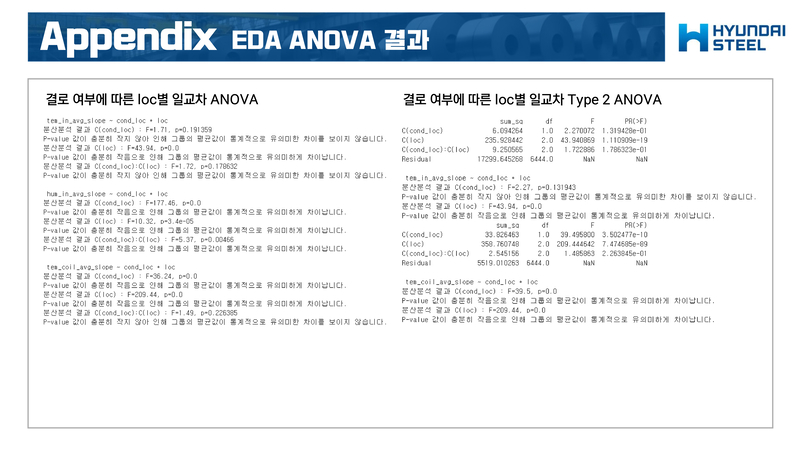 Appendix EDA ANOVA 결과
HYUNDAI
STEEL
결로 여부에 따른 loc별 일교차 ANOVA
tem_in_avg_slope ~ cond_loc * loc
분산분석 결과 C(cond_loc) : F=1.71, p=0.191359
P-value 값이 충분히 작지 않아 인해 그룹의 평균값이 통계적으로 유의미한 차이를 보이지 않습니다.
분산분석 결과 C(loc) : F=43.94, p=0.0
P-value 값이 충분히 작음으로 인해 그룹의 평균값이 통계적으로 유의미하게 차이납니다.
분산분석 결과 C(cond_loc):C(loc) : F=1.72, p=0.178632
P-value 값이 충분히 작지 않아 인해 그룹의 평균값이 통계적으로 유의미한 차이를 보이지 않습니다.
hum_in_avg_slope ~ cond_loc * loc
분산분석 결과 C(cond_loc) : F=177.46, p=0.0
P-value 값이 충분히 작음으로 인해 그룹의 평균값이 통계적으로 유의미하게 차이납니다.
분산분석 결과 C(loc) : F=10.32, p=3.4e-05
P-value 값이 충분히 작음으로 인해 그룹의 평균값이 통계적으로 유의미하게 차이납니다.
분산분석 결과 C(cond_loc):C(loc) : F=5.37, p=0.00466
P-value 값이 충분히 작음으로 인해 그룹의 평균값이 통계적으로 유의미하게 차이납니다.
tem_coil_avg_slope ~ cond_loc * loc
분산분석 결과 C(cond_loc) : F=36.24, p=0.0
P-value 값이 충분히 작음으로 인해 그룹의 평균값이 통계적으로 유의미하게 차이납니다.
분산분석 결과 C(loc) : F=209.44, p=0.0
P-value 값이 충분히 작음으로 인해 그룹의 평균값이 통계적으로 유의미하게 차이납니다.
분산분석 결과 C(cond_loc):C(loc) : F=1.49, p=0.226385
P-value 값이 충분히 작지 않아 인해 그룹의 평균값이 통계적으로 유의미한 차이를 보이지 않습니다.
결로 여부에 따른 loc별 일교차 Type 2 ANOVA
sum_sq df F PR(>F)
C(cond_loc) 6.094264 1.0 2.270072 1.319428e-01
C(loc) 235.928442 2.0 43.940869 1.110909e-19
C(cond_loc):C(loc) 9.250565 2.0 1.722886 1.786323e-01
Residual 17299.645268 6444.0 NaN NaN
tem_in_avg_slope ~ cond_loc * loc
분산분석 결과 C(cond_loc) : F=2.27, p=0.131943
P-value 값이 충분히 작지 않아 인해 그룹의 평균값이 통계적으로 유의미한 차이를 보이지 않습니다.
분산분석 결과 C(loc) : F=43.94, p=0.0
P-value 값이 충분히 작음으로 인해 그룹의 평균값이 통계적으로 유의미하게 차이납니다.
sum_sq df F PR(>F)
C(cond_loc) 33.826463 1.0 39.495800 3.502477e-10
C(loc) 358.760748 2.0 209.444642 7.474685e-89
C(cond_loc):C(loc) 2.545156 2.0 1.485863 2.263845e-01
Residual 5519.010263 6444.0 NaN NaN
tem_coil_avg_slope ~ cond_loc * loc
분산분석 결과 C(cond_loc) : F=39.5, p=0.0
P-value 값이 충분히 작음으로 인해 그룹의 평균값이 통계적으로 유의미하게 차이납니다.
분산분석 결과 C(loc) : F=209.44, p=0.0
P-value 값이 충분히 작음으로 인해 그룹의 평균값이 통계적으로 유의미하게 차이납니다.